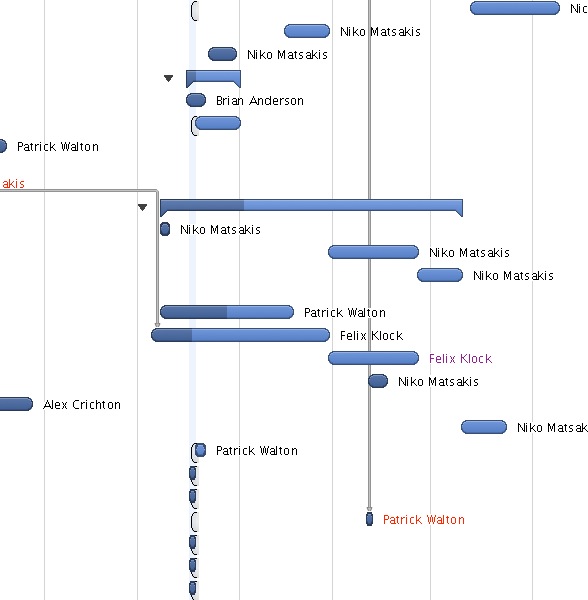 Nic
Niko Matsakis
Niko Matsakis
Brian Anderson
Patrick Walton
akis
Niko Matsakis
Niko Matsakis
Niko Matsakis
Patrick Walton
Felix Klock
Felix Klock
Niko Matsakis
Alex Crichton
Niko Matsak
Patrick Walton
Patrick Walton